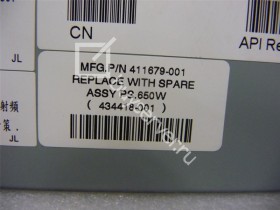 CN
API Re
JL
MFG.P/N 411679-001
REPLACE WITH SPARE
ASSY PS,650W
( 434418-001 )
JL